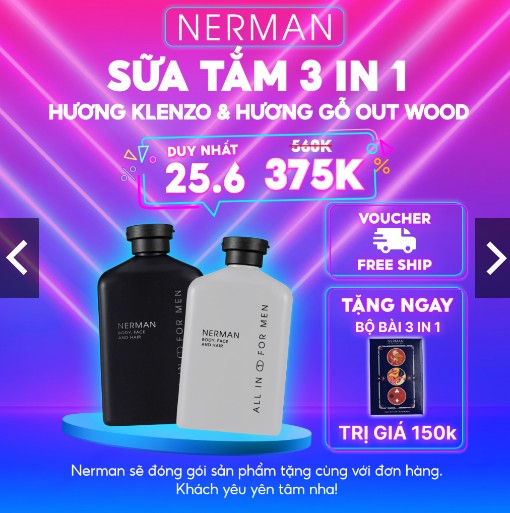 NERMAN
SỮA TẮM 3 IN 1
HƯƠNG KLENZO & HƯƠNG GỖ OUT WOOD
DUY NHẤT
25.6
560K
375K
%
VOUCHER
FREE SHIP
TẶNG NGAY
BỘ BÀI 3 IN 1
TRỊ GIÁ 150k
NERMAN
BODY, FACE
AND HAIR
FOR MEN
NERMAN
BODY, FACE
AND HAIR
ALL IN FOR MEN
Nerman sẽ đóng gói sản phẩm tặng cùng với đơn hàng.
Khách yêu yên tâm nha!